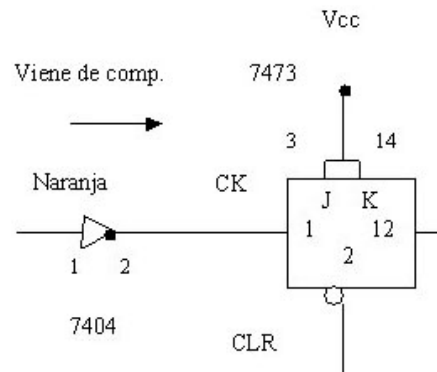 Vcc
Viene de comp.
7473
3
14
Naranja
CK
J K
1 12
2
1 2
7404
CLR